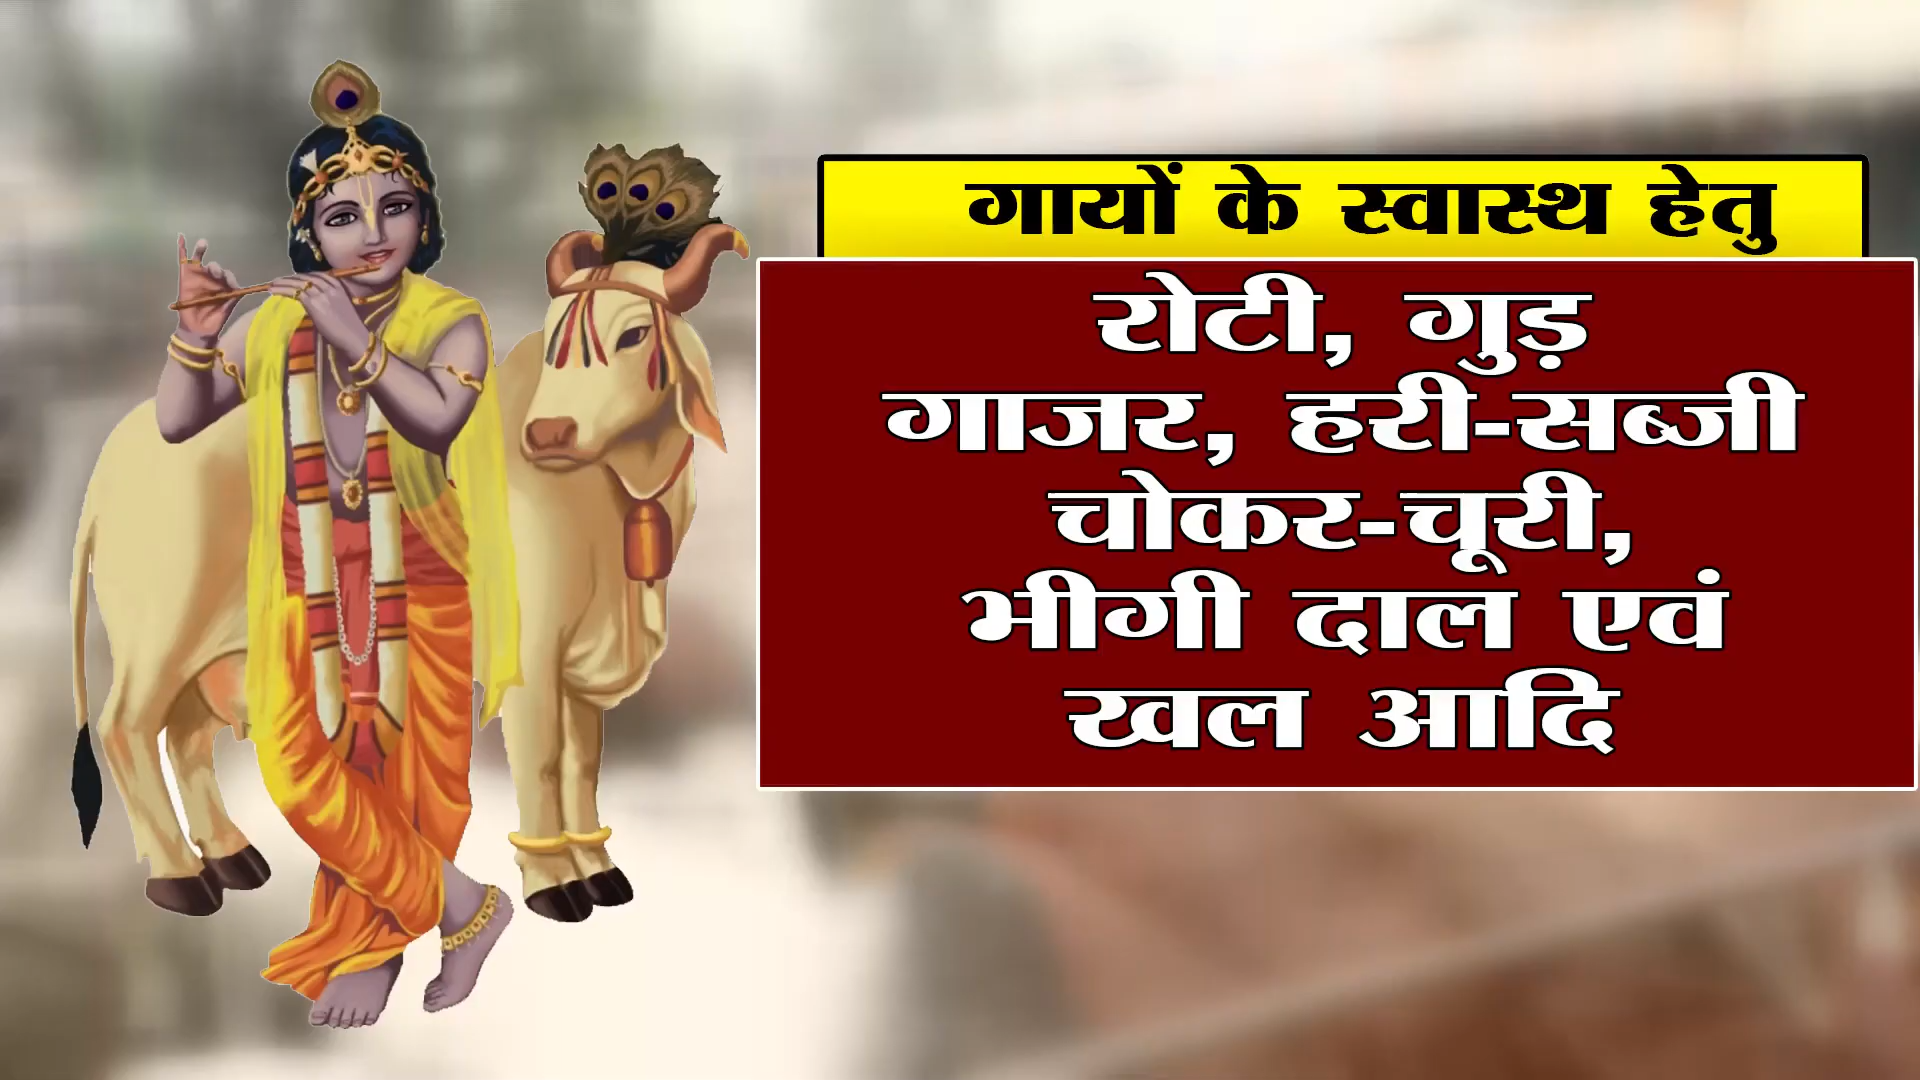 गायों के स्वास्थ हेतु
रोटी, गुड़
गाजर, हरी-सब्जी
चोकर-चूरी,
भीगी दाल एवं
खल आदि